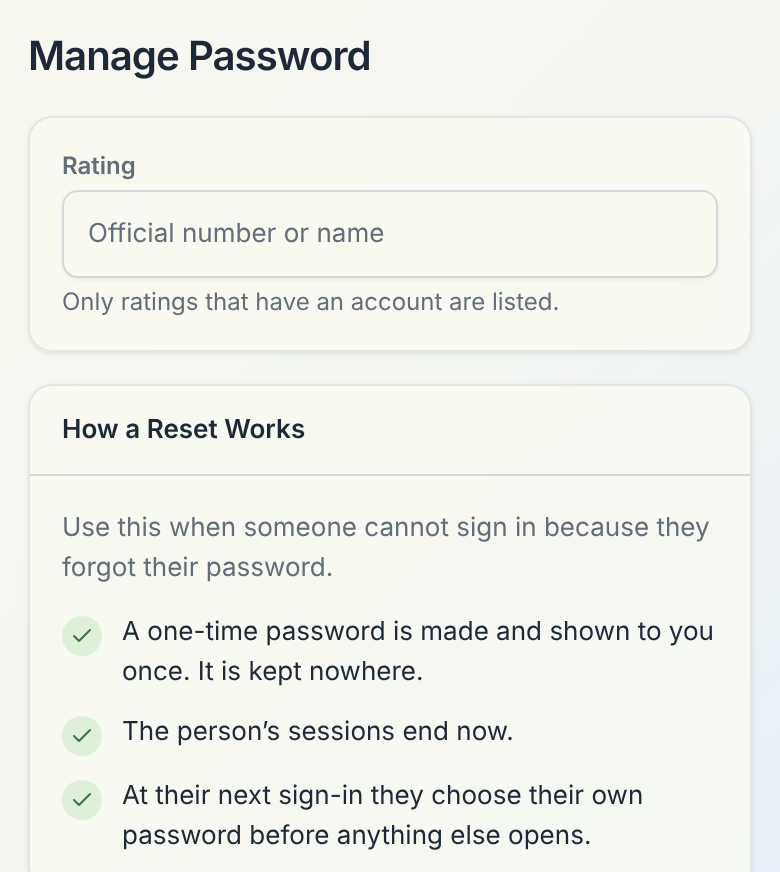 Manage Password
Rating
Official number or name
Only ratings that have an account are listed.
How a Reset Works
Use this when someone cannot sign in because they
forgot their password.
A one-time password is made and shown to you
once. It is kept nowhere.
The person’s sessions end now.
At their next sign-in they choose their own
password before anything else opens.